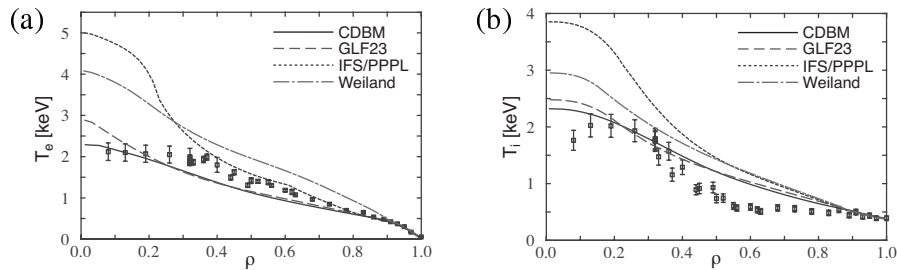 (a)
T_e [keV]
6
5
4
3
2
1
0
0.0 0.2 0.4 0.6 0.8 1.0
ρ
CDBM
GLF23
IFS/PPPL
Weiland
(b)
T_i [keV]
4
3
2
1
0
0.0 0.2 0.4 0.6 0.8 1.0
ρ
CDBM
GLF23
IFS/PPPL
Weiland